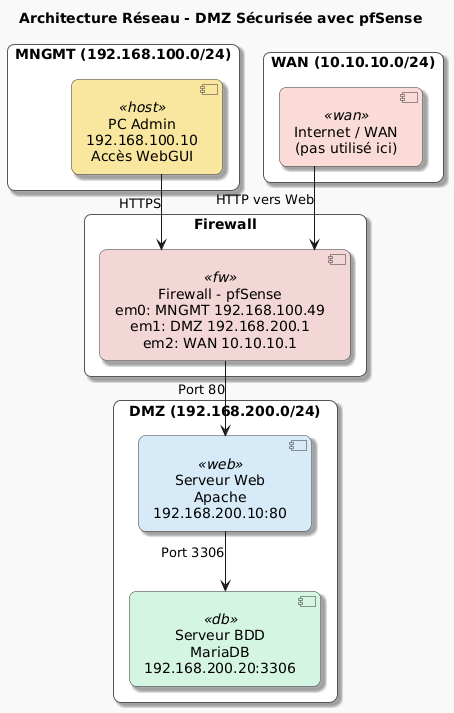 Architecture Réseau - DMZ Sécurisée avec pfSense
MNGMT (192.168.100.0/24)
«host»
PC Admin
192.168.100.10
Accès WebGUI
WAN (10.10.10.0/24)
«wan»
Internet / WAN
(pas utilisé ici)
HTTPS
HTTP vers Web
Firewall
«fw»
Firewall - pfSense
em0: MNGMT 192.168.100.49
em1: DMZ 192.168.200.1
em2: WAN 10.10.10.1
Port 80
DMZ (192.168.200.0/24)
«web»
Serveur Web
Apache
192.168.200.10:80
Port 3306
«db»
Serveur BDD
MariaDB
192.168.200.20:3306